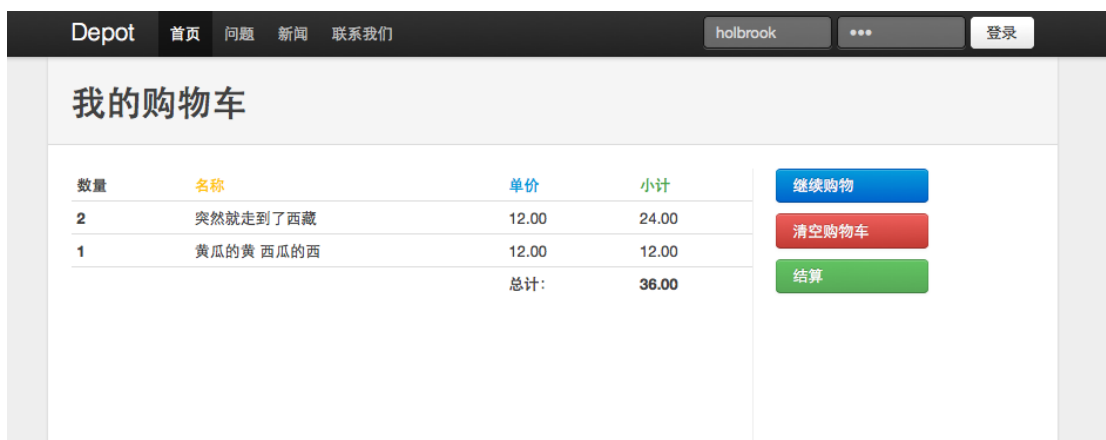 Depot 首页 问题 新闻 联系我们 holbrook ••• 登录
我的购物车
数量 名称 单价 小计 继续购物
2 突然就走到了西藏 12.00 24.00 清空购物车
1 黄瓜的黄 西瓜的西 12.00 12.00 结算
总计: 36.00